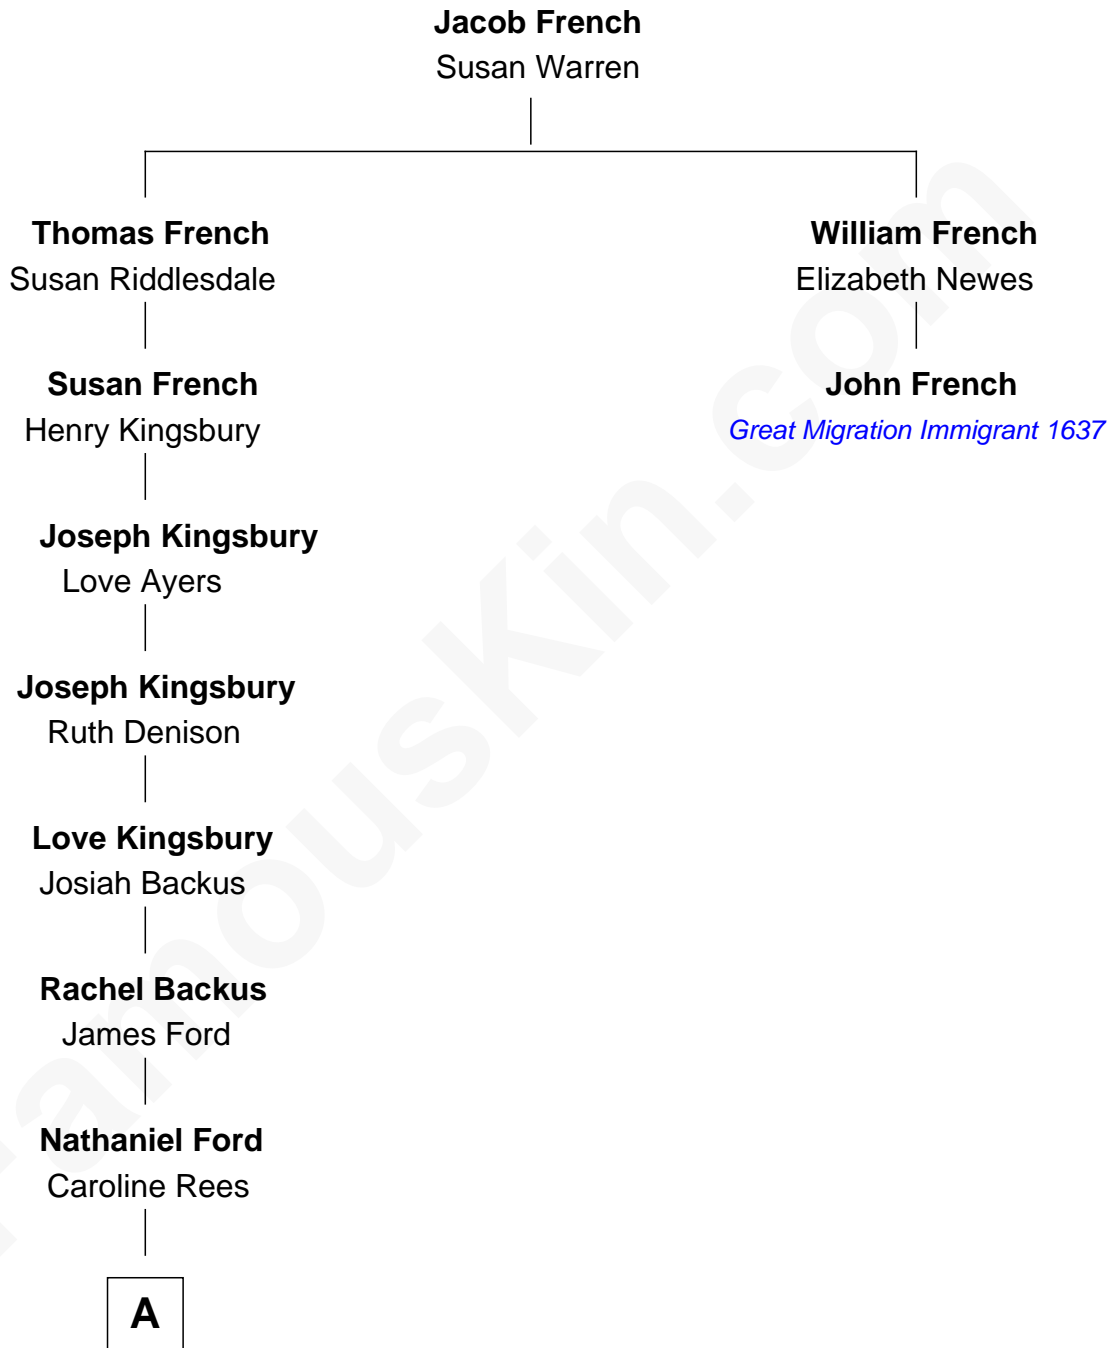 Jacob French
Susan Warren
Thomas French
Susan Riddlesdale
William French
Elizabeth Newes
Susan French
Henry Kingsbury
John French
Great Migration Immigrant 1637
Joseph Kingsbury
Love Ayers
Joseph Kingsbury
Ruth Denison
Love Kingsbury
Josiah Backus
Rachel Backus
James Ford
Nathaniel Ford
Caroline Rees
A
FamousKin.com